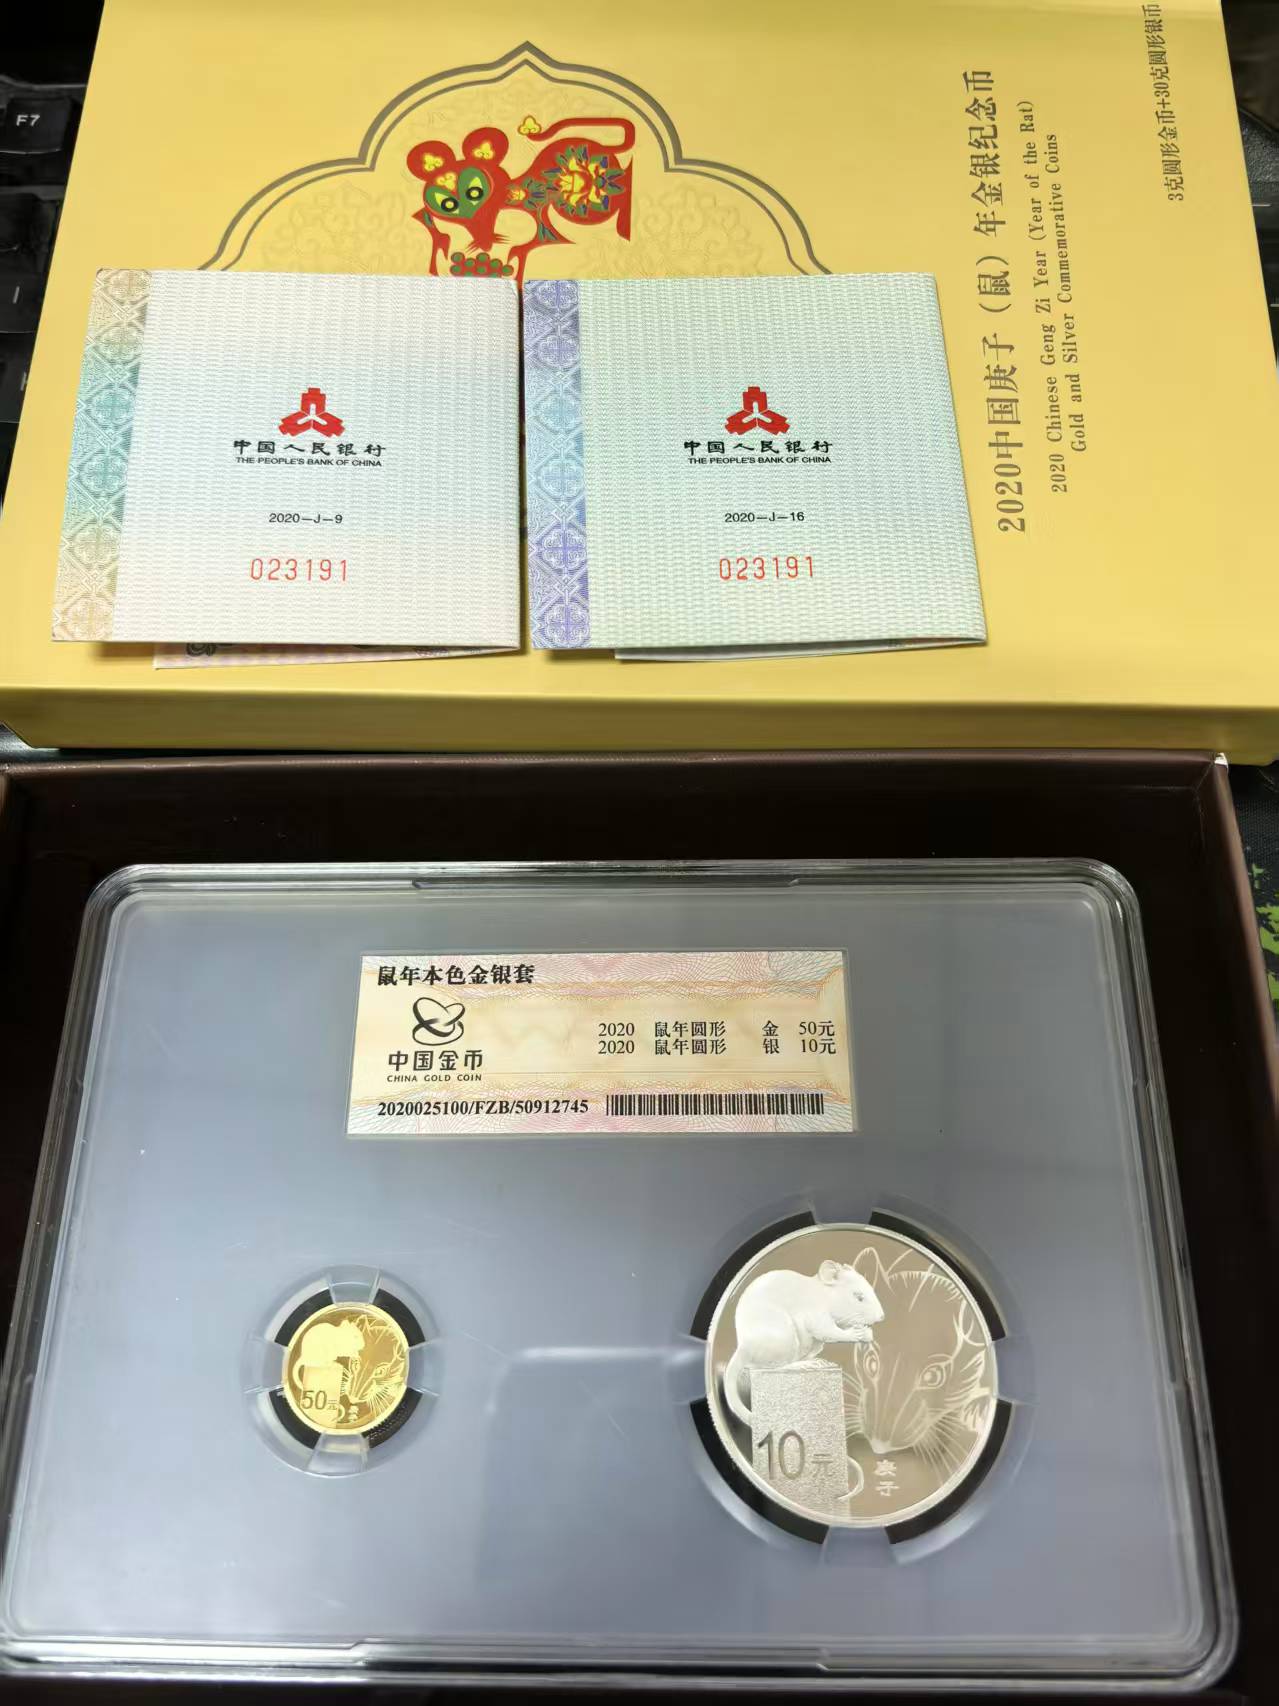 F7
3克圆形金币+30克圆形银币
2020中国庚子（鼠）年金银纪念币
2020 Chinese Geng Zi Year (Year of the Rat)
Gold and Silver Commemorative Coins
中国人民银行
THE PEOPLE'S BANK OF CHINA
2020-J-9
023191
中国人民银行
THE PEOPLE'S BANK OF CHINA
2020-J-16
023191
鼠年本色金银套
中国金币
CHINA GOLD COIN
2020 鼠年圆形 金 50元
2020 鼠年圆形 银 10元
2020025100/FZB/50912745
50元
庚子
10元
庚子